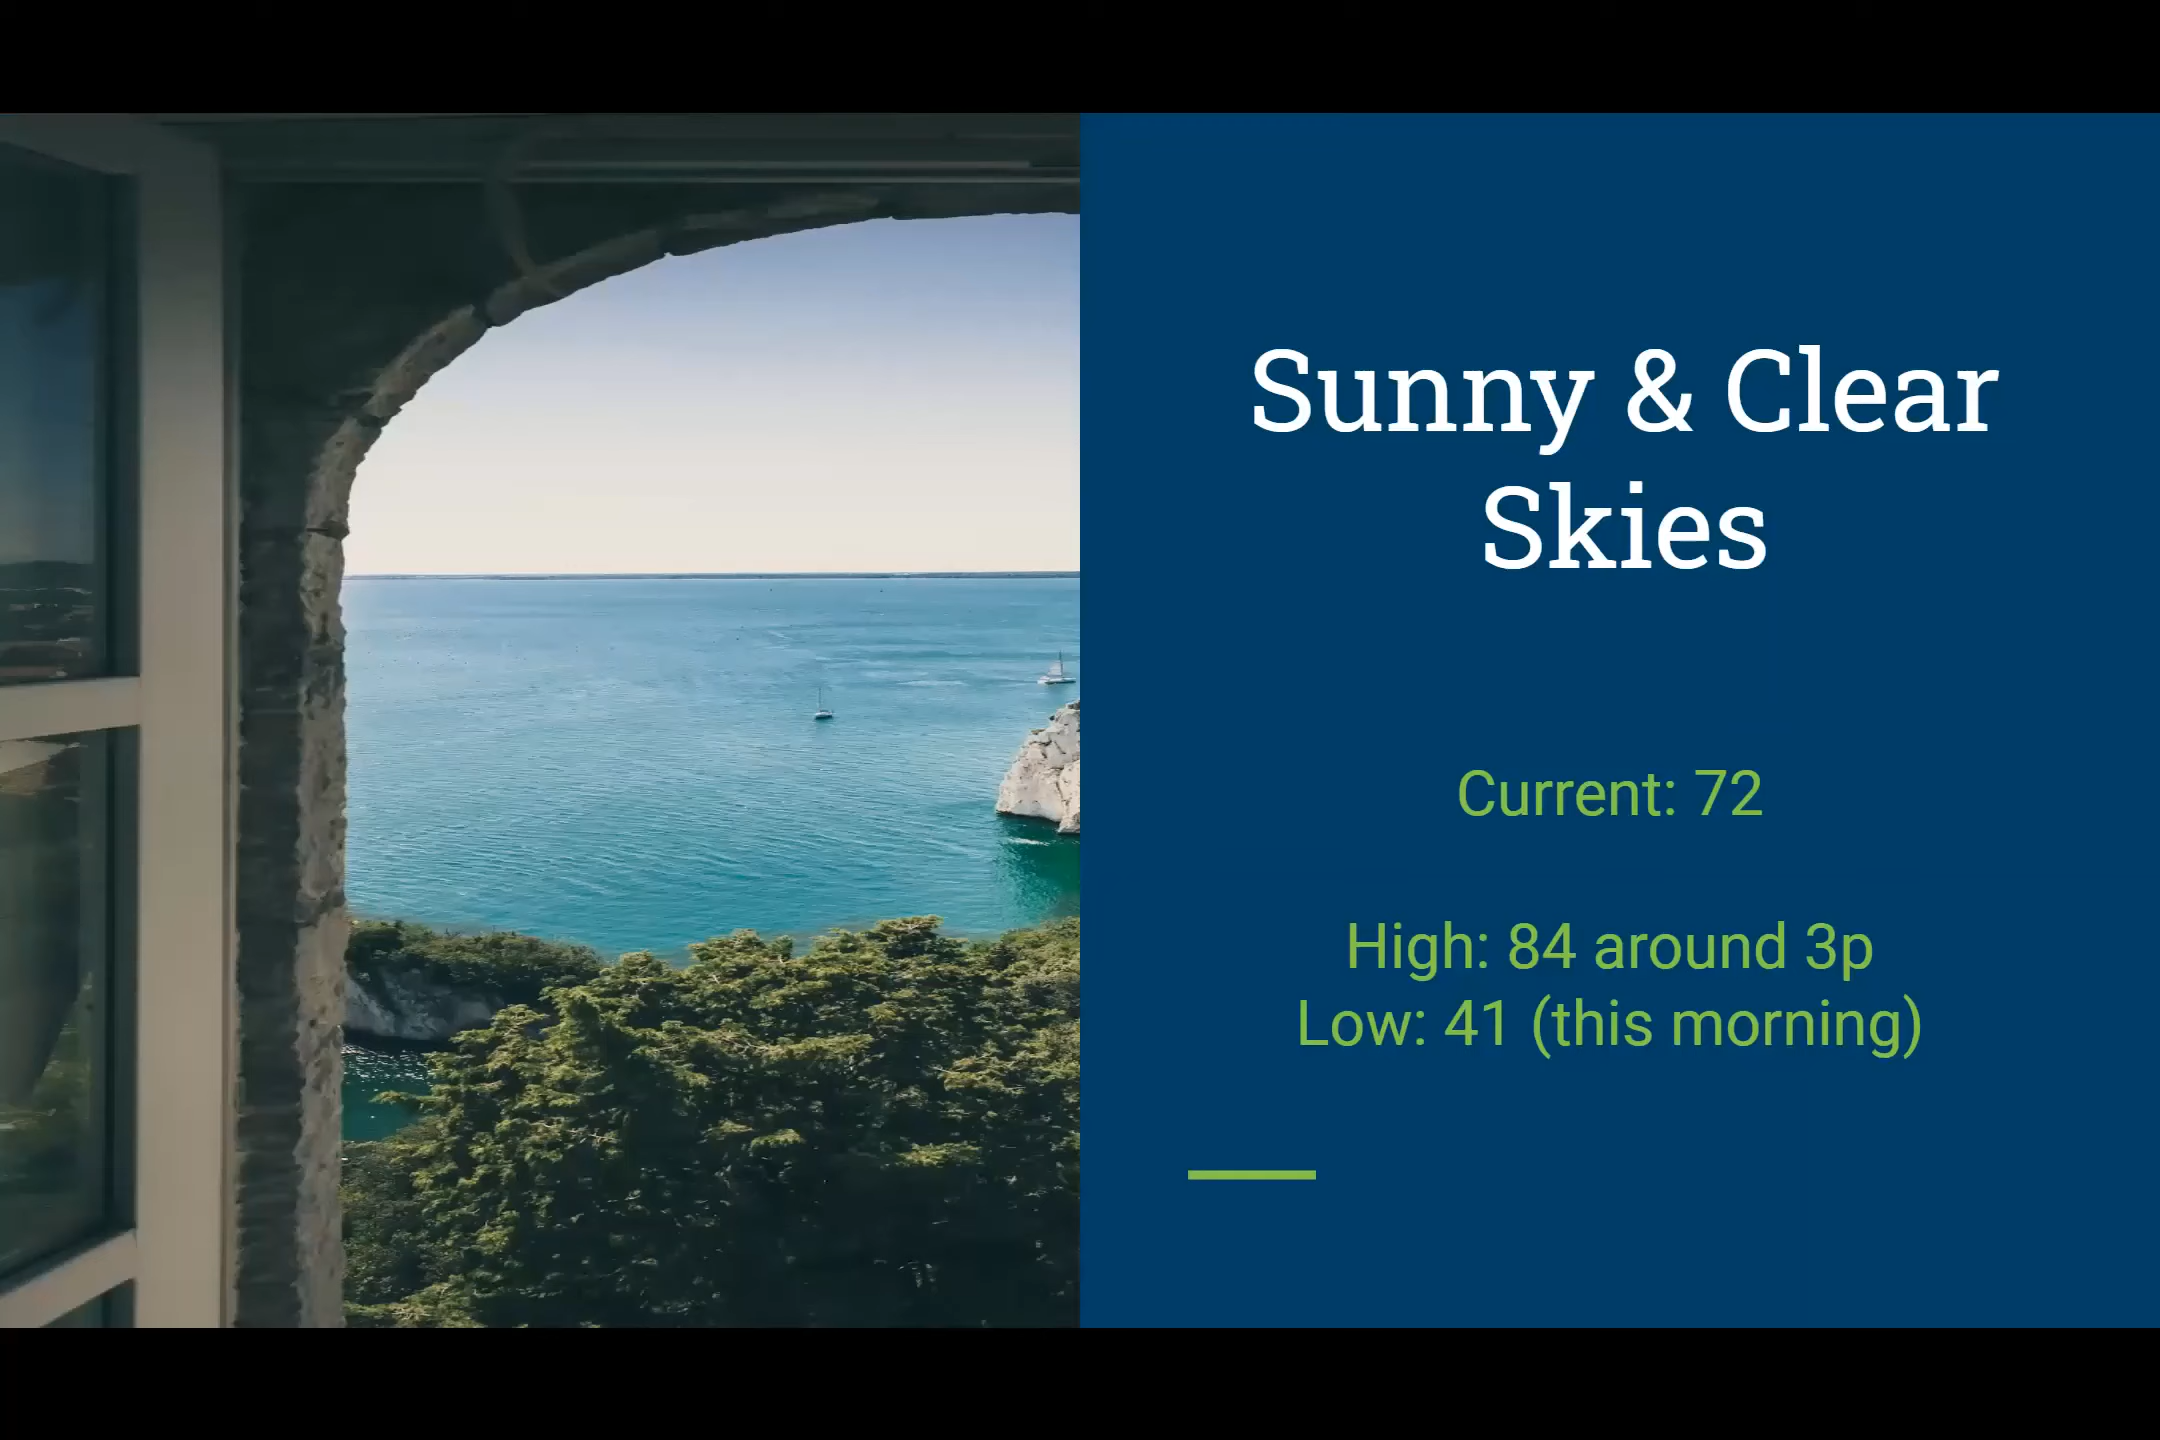 Sunny & Clear
Skies
Current: 72
High: 84 around 3p
Low: 41 (this morning)